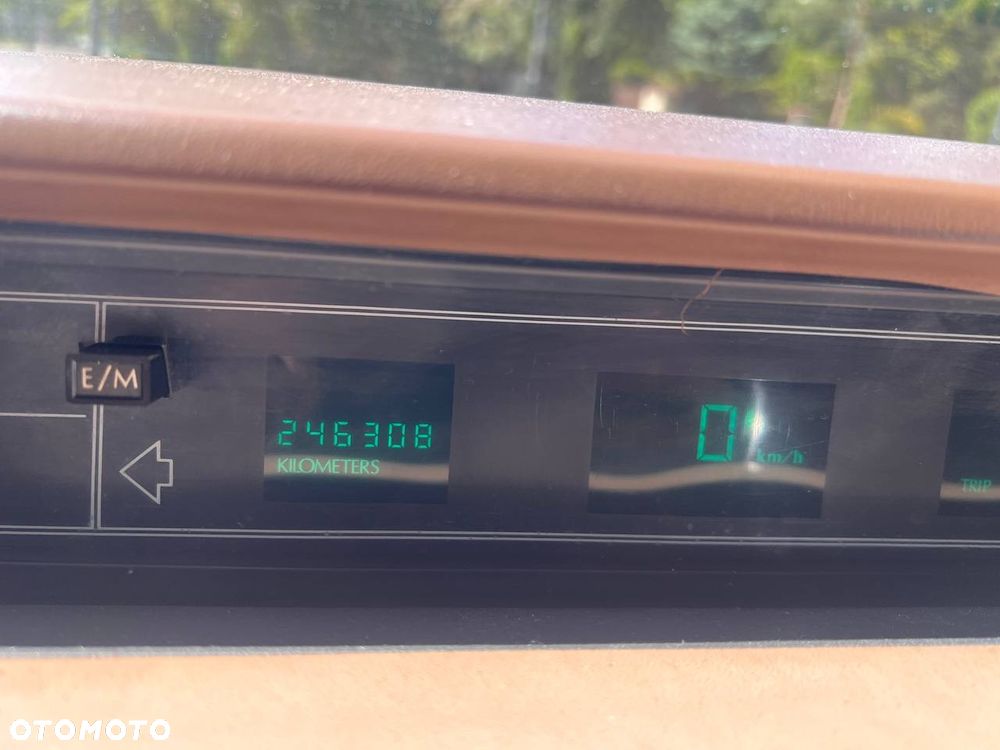 E/M
246308
KILOMETERS
0
km/h
TRIP
OTOMOTO